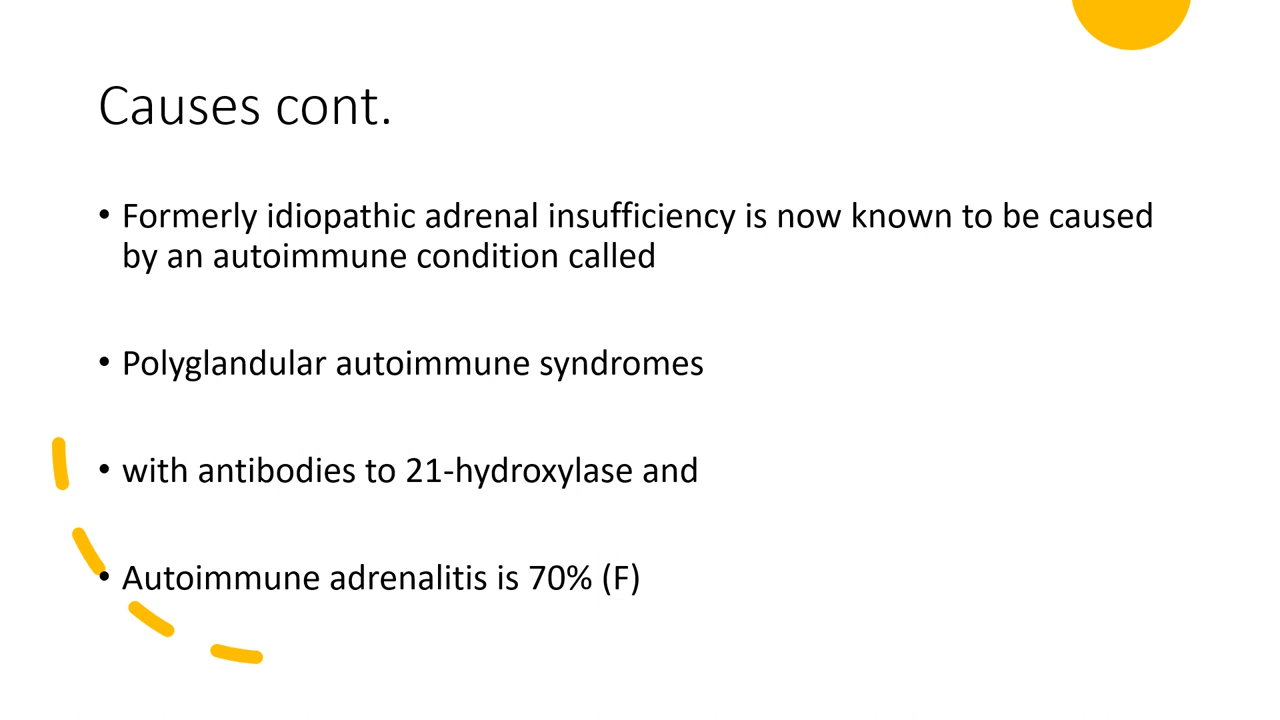 Causes cont.
• Formerly idiopathic adrenal insufficiency is now known to be caused
by an autoimmune condition called
• Polyglandular autoimmune syndromes
• with antibodies to 21-hydroxylase and
• Autoimmune adrenalitis is 70% (F)